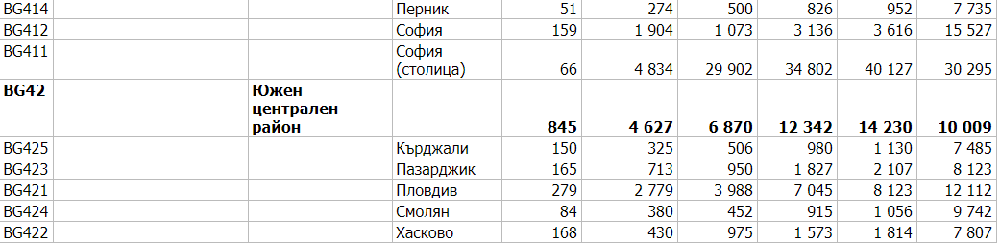 BG414 Перник 51 274 500 826 952 7 735
BG412 София 159 1 904 1 073 3 136 3 616 15 527
BG411 София
(столица) 66 4 834 29 902 34 802 40 127 30 295
BG42 Южен
централен
район 845 4 627 6 870 12 342 14 230 10 009
BG425 Кърджали 150 325 506 980 1 130 7 485
BG423 Пазарджик 165 713 950 1 827 2 107 8 123
BG421 Пловдив 279 2 779 3 988 7 045 8 123 12 112
BG424 Смолян 84 380 452 915 1 056 9 742
BG422 Хасково 168 430 975 1 573 1 814 7 807